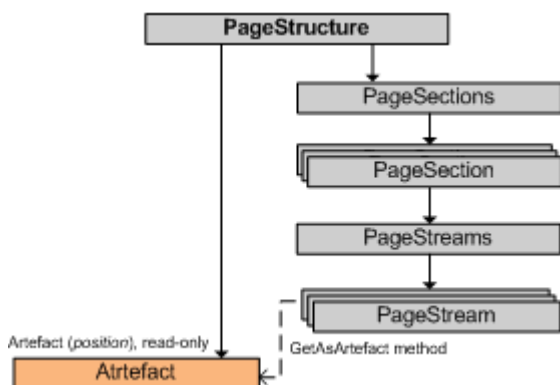 PageStructure
PageSections
PageSection
PageStreams
PageStream
Artefact (position), read-only
GetAsArtefact method
Atrtefact